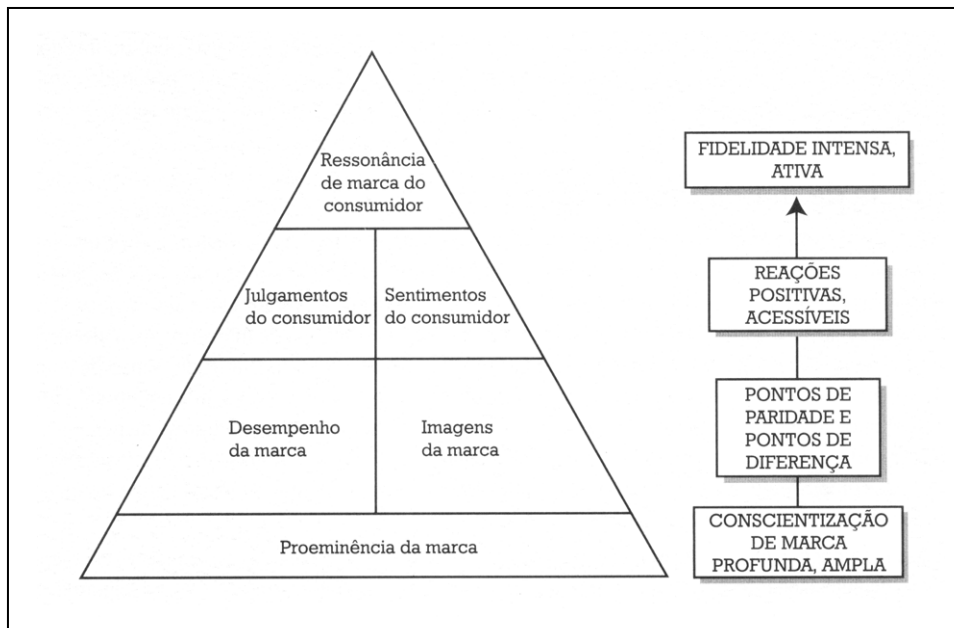 Ressonância
de marca do
consumidor
Julgamentos
do consumidor
Sentimentos
do consumidor
Desempenho
da marca
Imagens
da marca
Proeminência da marca
FIDELIDADE INTENSA,
ATIVA
REAÇÕES
POSITIVAS,
ACESSÍVEIS
PONTOS DE
PARIDADE E
PONTOS DE
DIFERENÇA
CONSCIENTIZAÇÃO
DE MARCA
PROFUNDA, AMPLA